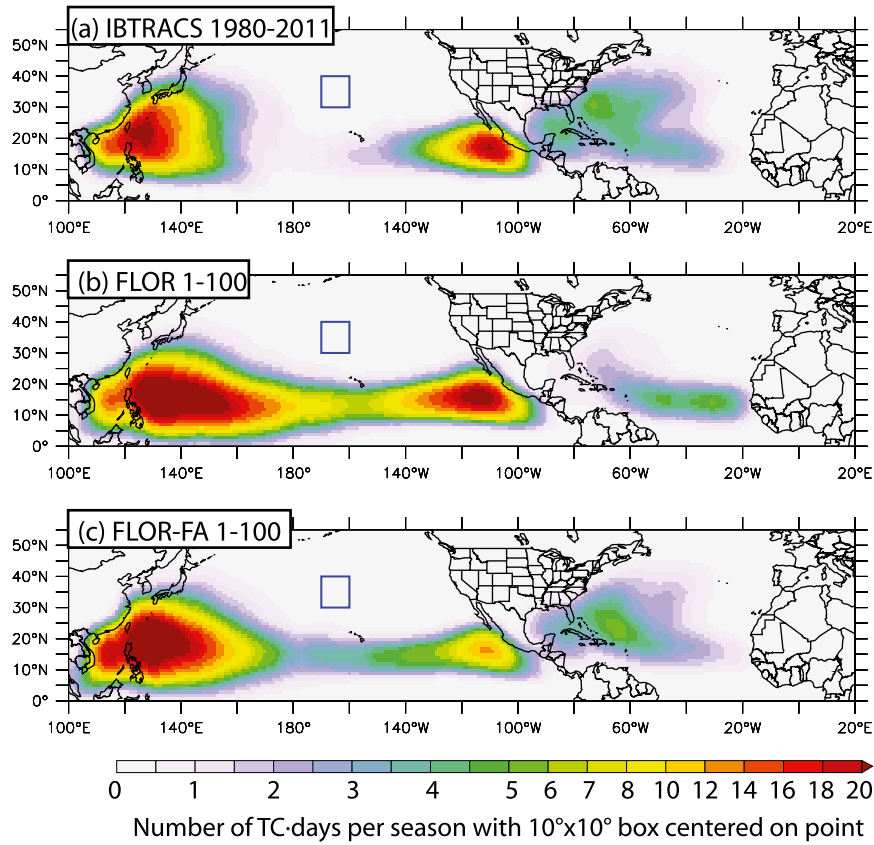 (a) IBTRACS 1980-2011
50°N
40°N
30°N
20°N
10°N
0°
100°E 140°E 180° 140°W 100°W 60°W 20°W 20°E
(b) FLOR 1-100
50°N
40°N
30°N
20°N
10°N
0°
100°E 140°E 180° 140°W 100°W 60°W 20°W 20°E
(c) FLOR-FA 1-100
50°N
40°N
30°N
20°N
10°N
0°
100°E 140°E 180° 140°W 100°W 60°W 20°W 20°E
0 1 2 3 4 5 6 7 8 10 12 14 16 18 20
Number of TC·days per season with 10°x10° box centered on point